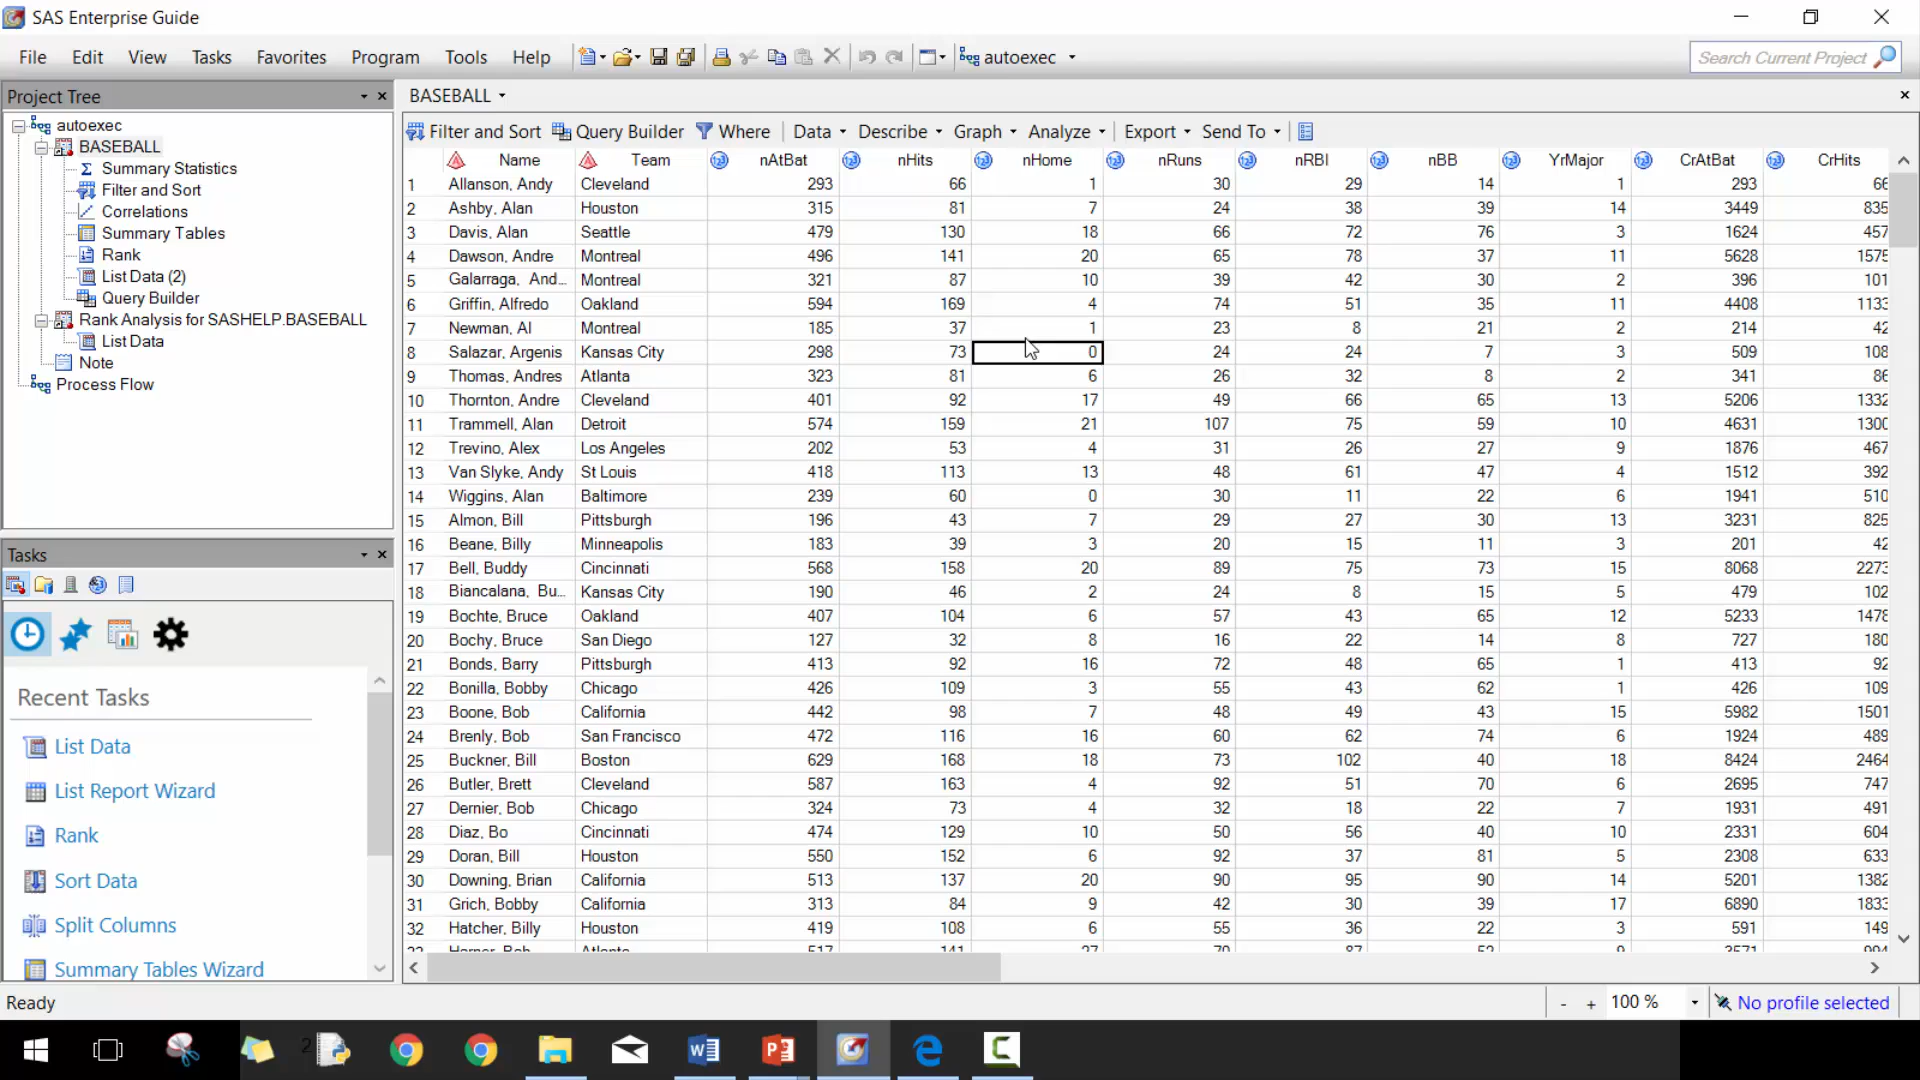 SAS Enterprise Guide
File Edit View Tasks Favorites Program Tools Help autoexec Search Current Project
Project Tree
autoexec
BASEBALL
Summary Statistics
Filter and Sort
Correlations
Summary Tables
Rank
List Data (2)
Query Builder
Rank Analysis for SASHELP.BASEBALL
List Data
Note
Process Flow
Tasks
Recent Tasks
List Data
List Report Wizard
Rank
Sort Data
Split Columns
Summary Tables Wizard
BASEBALL
Filter and Sort Query Builder Where Data Describe Graph Analyze Export Send To
Name Team nAtBat nHits nHome nRuns nRBI nBB YrMajor CrAtBat CrHits
1 Allanson, Andy Cleveland 293 66 1 30 29 14 1 293 66
2 Ashby, Alan Houston 315 81 7 24 38 39 14 3449 835
3 Davis, Alan Seattle 479 130 18 66 72 76 3 1624 457
4 Dawson, Andre Montreal 496 141 20 65 78 37 11 5628 1575
5 Galarraga, And... Montreal 321 87 10 39 42 30 2 396 101
6 Griffin, Alfredo Oakland 594 169 4 74 51 35 11 4408 1133
7 Newman, Al Montreal 185 37 1 23 8 21 2 214 42
8 Salazar, Argenis Kansas City 298 73 0 24 24 7 3 509 108
9 Thomas, Andres Atlanta 323 81 6 26 32 8 2 341 86
10 Thornton, Andre Cleveland 401 92 17 49 66 65 13 5206 1332
11 Trammell, Alan Detroit 574 159 21 107 75 59 10 4631 1300
12 Trevino, Alex Los Angeles 202 53 4 31 26 27 9 1876 467
13 Van Slyke, Andy St Louis 418 113 13 48 61 47 4 1512 392
14 Wiggins, Alan Baltimore 239 60 0 30 11 22 6 1941 510
15 Almon, Bill Pittsburgh 196 43 7 29 27 30 13 3231 825
16 Beane, Billy Minneapolis 183 39 3 20 15 11 3 201 42
17 Bell, Buddy Cincinnati 568 158 20 89 75 73 15 8068 2273
18 Biancalana, Bu... Kansas City 190 46 2 24 8 15 5 479 102
19 Bochte, Bruce Oakland 407 104 6 57 43 65 12 5233 1478
20 Bochy, Bruce San Diego 127 32 8 16 22 14 8 727 180
21 Bonds, Barry Pittsburgh 413 92 16 72 48 65 1 413 92
22 Bonilla, Bobby Chicago 426 109 3 55 43 62 1 426 109
23 Boone, Bob California 442 98 7 48 49 43 15 5982 1501
24 Brenly, Bob San Francisco 472 116 16 60 62 74 6 1924 489
25 Buckner, Bill Boston 629 168 18 73 102 40 18 8424 2464
26 Butler, Brett Cleveland 587 163 4 92 51 70 6 2695 747
27 Dernier, Bob Chicago 324 73 4 32 18 22 7 1931 491
28 Diaz, Bo Cincinnati 474 129 10 50 56 40 10 2331 604
29 Doran, Bill Houston 550 152 6 92 37 81 5 2308 633
30 Downing, Brian California 513 137 20 90 95 90 14 5201 1382
31 Grich, Bobby California 313 84 9 42 30 39 17 6890 1833
32 Hatcher, Billy Houston 419 108 6 55 36 22 3 591 149
Ready
- + 100 % No profile selected